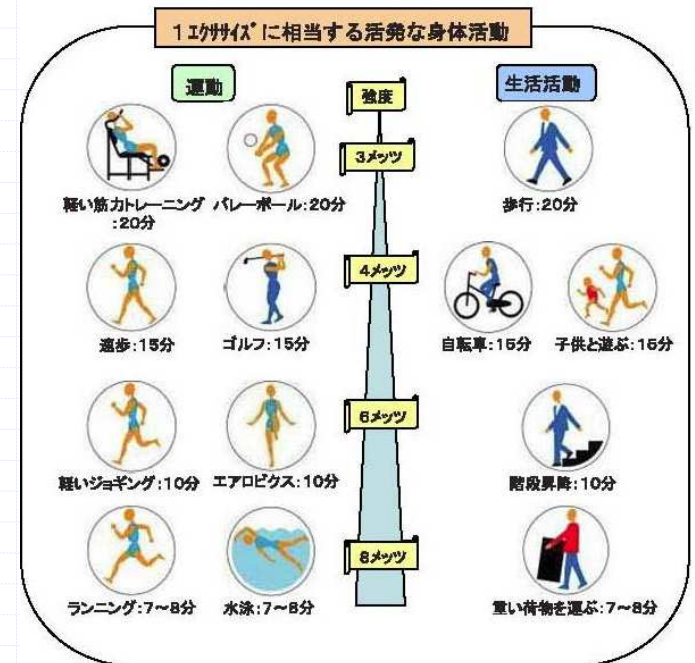 1エクササイズに相当する活発な身体活動
運動
強度
生活活動
3メッツ
軽い筋力トレーニング
:20分
バレーボール:20分
歩行:20分
4メッツ
速歩:15分
ゴルフ:15分
自転車:15分
子供と遊ぶ:15分
6メッツ
軽いジョギング:10分
エアロビクス:10分
階段昇降:10分
8メッツ
ランニング:7~8分
水泳:7~8分
重い荷物を運ぶ:7~8分